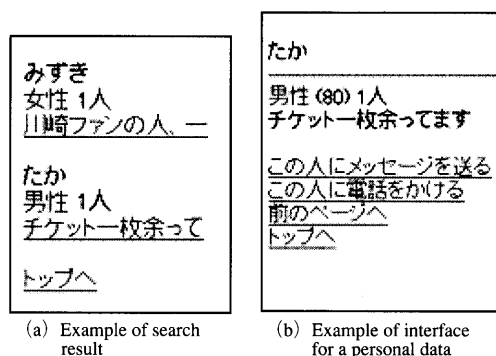 みずき
女性 1人
川崎ファンの人、一
たか
男性 1人
チケット一枚余って
トップへ
(a) Example of search
result
たか
男性 (80) 1人
チケット一枚余ってます
この人にメッセージを送る
この人に電話をかける
前のページへ
トップへ
(b) Example of interface
for a personal data